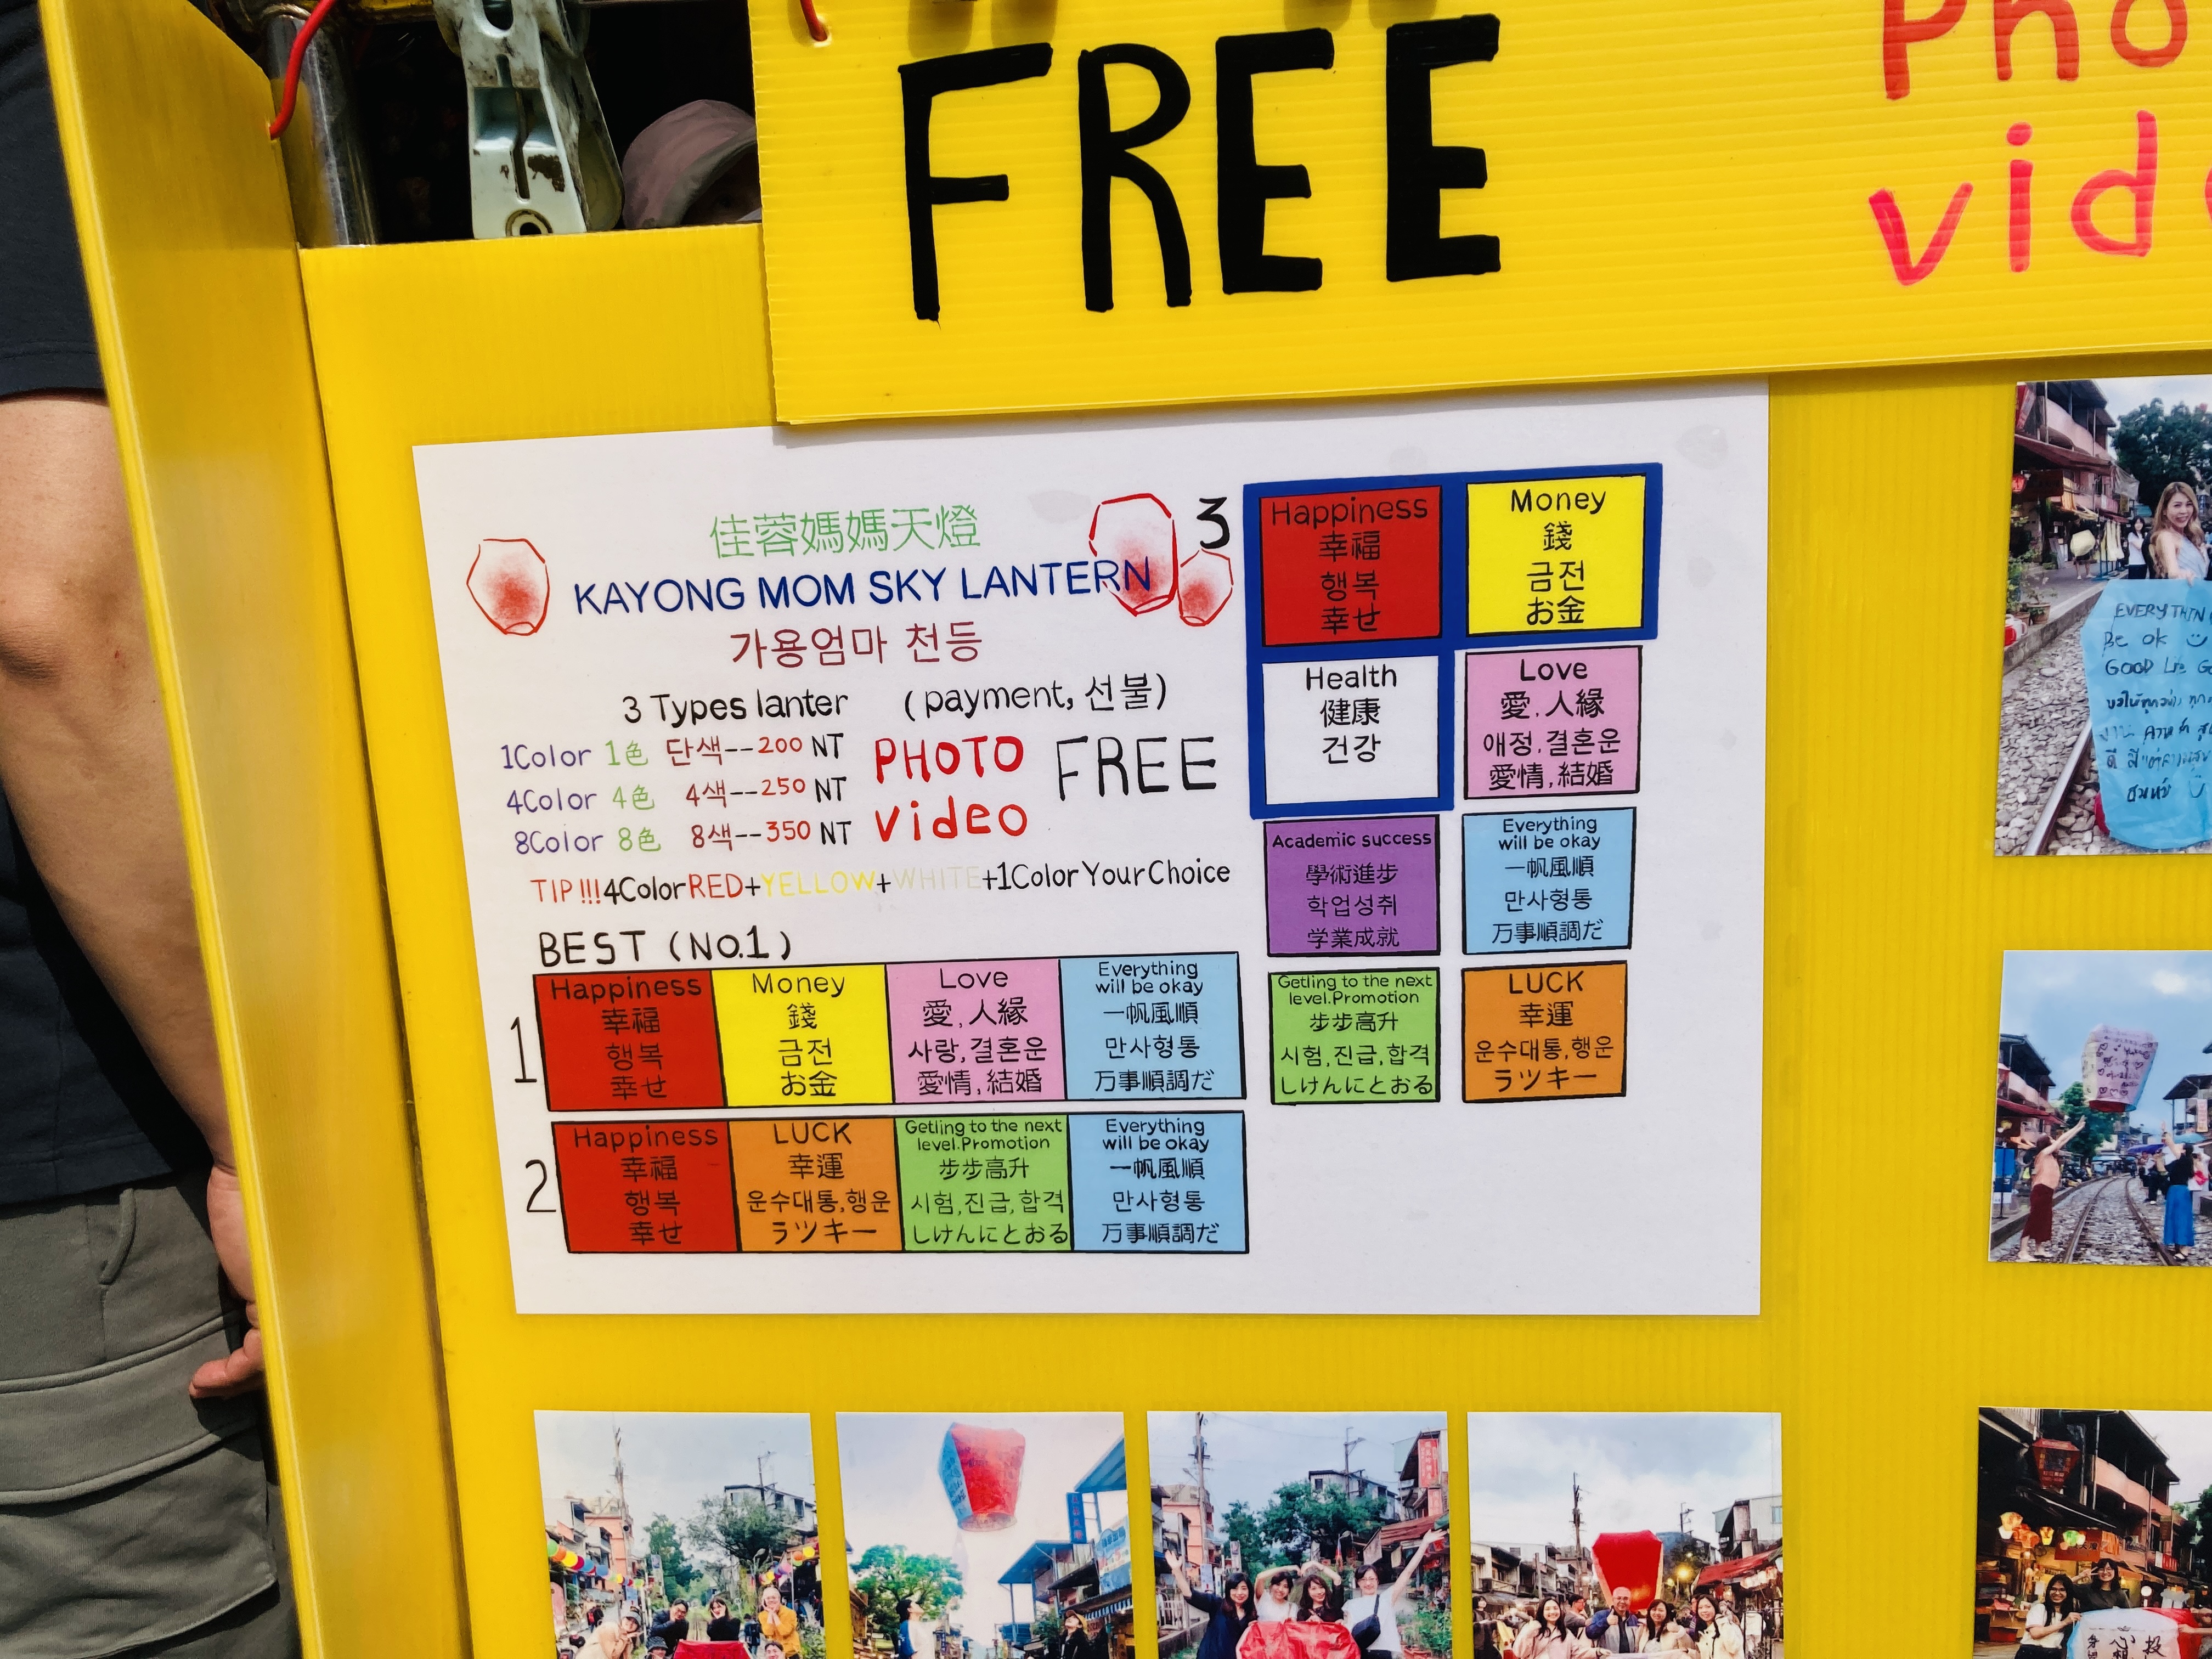 FREE
佳蓉媽媽天燈
KAYONG MOM SKY LANTERN
가용엄마 천등
3 Types lanter (payment, 선불)
1Color 1色 단색--200 NT
4Color 4色 4색--250 NT
8Color 8色 8색--350 NT
PHOTO
video
FREE
TIP!!!4Color RED+YELLOW+WHITE+1Color Your Choice
BEST (NO.1)
1
Happiness
幸福
행복
幸せ
Money
錢
금전
お金
Love
愛,人緣
사랑,결혼운
愛情,結婚
Everything
will be okay
一帆風順
만사형통
万事順調だ
2
Happiness
幸福
행복
幸せ
LUCK
幸運
운수대통,행운
ラツキー
Getling to the next
level.Promotion
步步高升
시험,진급,합격
しけんにとおる
Everything
will be okay
一帆風順
만사형통
万事順調だ
3
Happiness
幸福
행복
幸せ
Money
錢
금전
お金
Health
健康
건강
Love
愛,人緣
애정,결혼운
愛情,結婚
Academic success
學術進步
학업성취
学業成就
Everything
will be okay
一帆風順
만사형통
万事順調だ
Getling to the next
level.Promotion
步步高升
시험,진급,합격
しけんにとおる
LUCK
幸運
운수대통,행운
ラツキー
Be ok